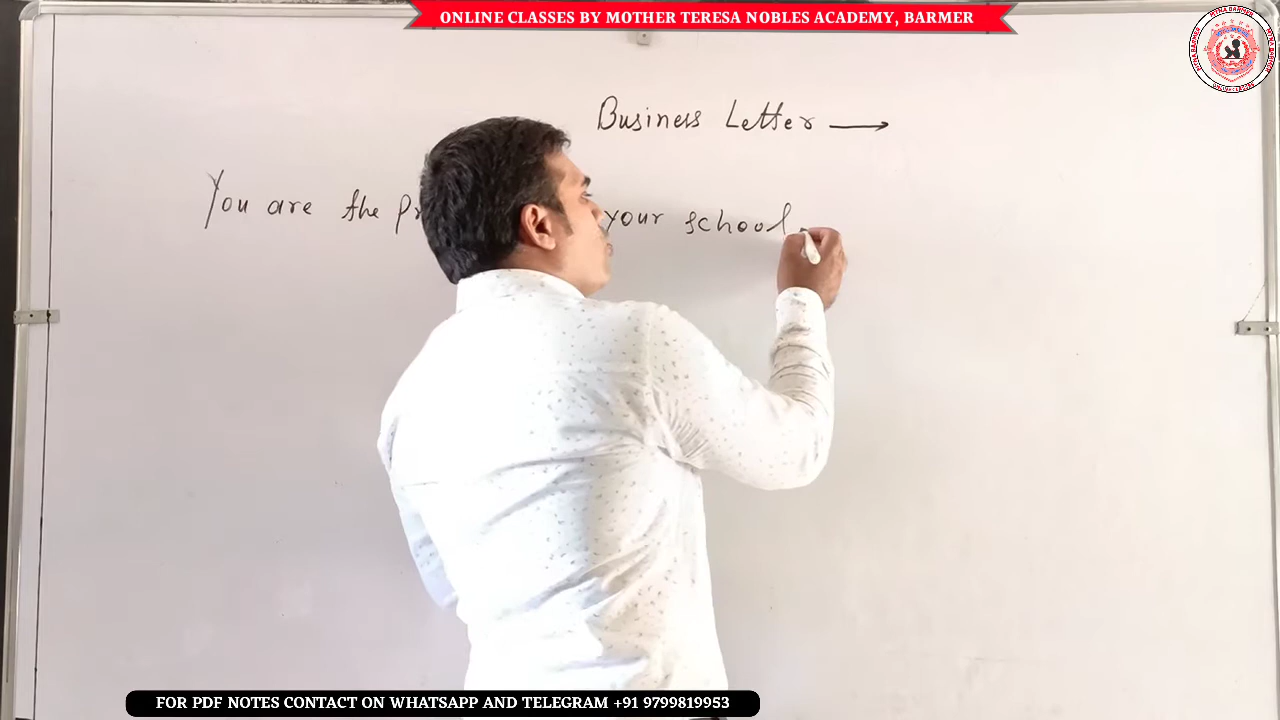 ONLINE CLASSES BY MOTHER TERESA NOBLES ACADEMY, BARMER
Business Letter
You are the your school
FOR PDF NOTES CONTACT ON WHATSAPP AND TELEGRAM +91 9799819953